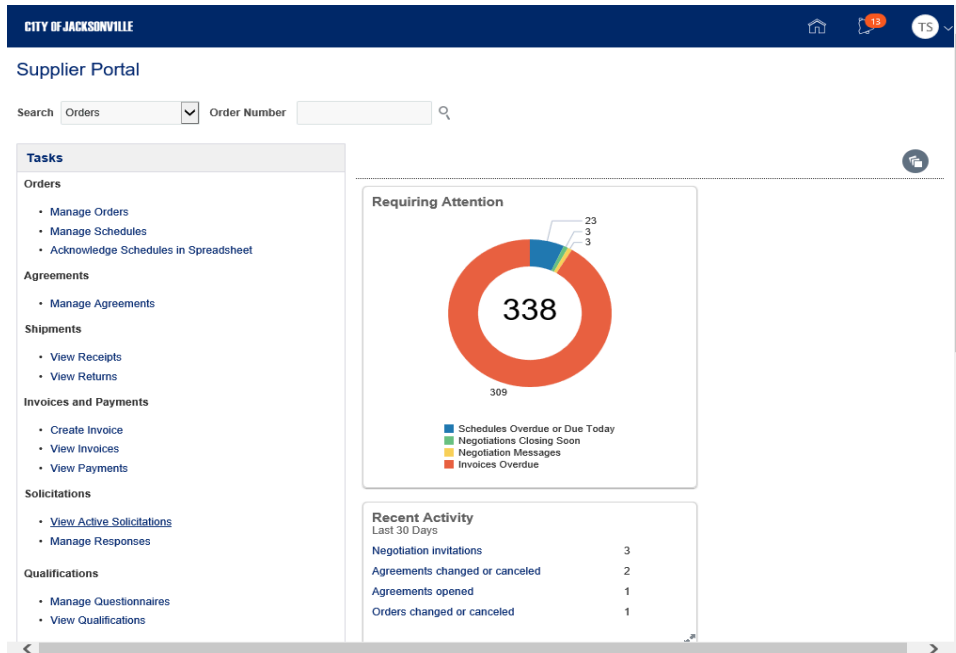 CITY OF JACKSONVILLE
13
TS
Supplier Portal
Search Orders Order Number
Tasks
Orders
• Manage Orders
• Manage Schedules
• Acknowledge Schedules in Spreadsheet
Agreements
• Manage Agreements
Shipments
• View Receipts
• View Returns
Invoices and Payments
• Create Invoice
• View Invoices
• View Payments
Solicitations
• View Active Solicitations
• Manage Responses
Qualifications
• Manage Questionnaires
• View Qualifications
Requiring Attention
23
3
3
338
309
Schedules Overdue or Due Today
Negotiations Closing Soon
Negotiation Messages
Invoices Overdue
Recent Activity
Last 30 Days
Negotiation invitations 3
Agreements changed or canceled 2
Agreements opened 1
Orders changed or canceled 1